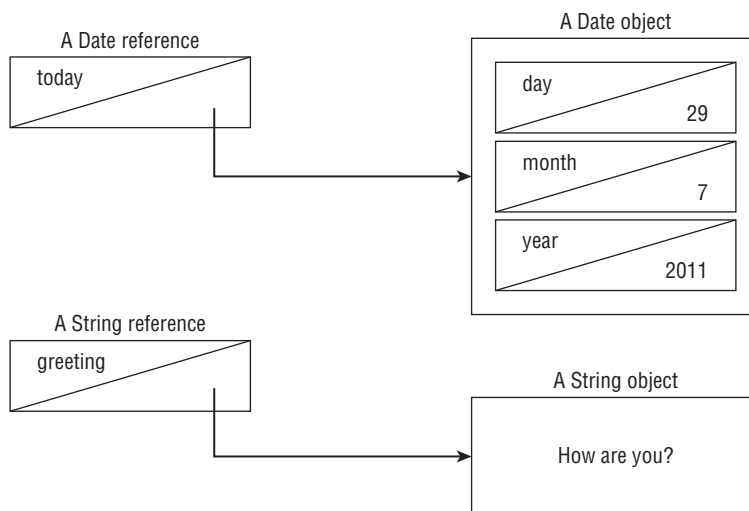 A Date reference
today
A Date object
day
29
month
7
year
2011
A String reference
greeting
A String object
How are you?